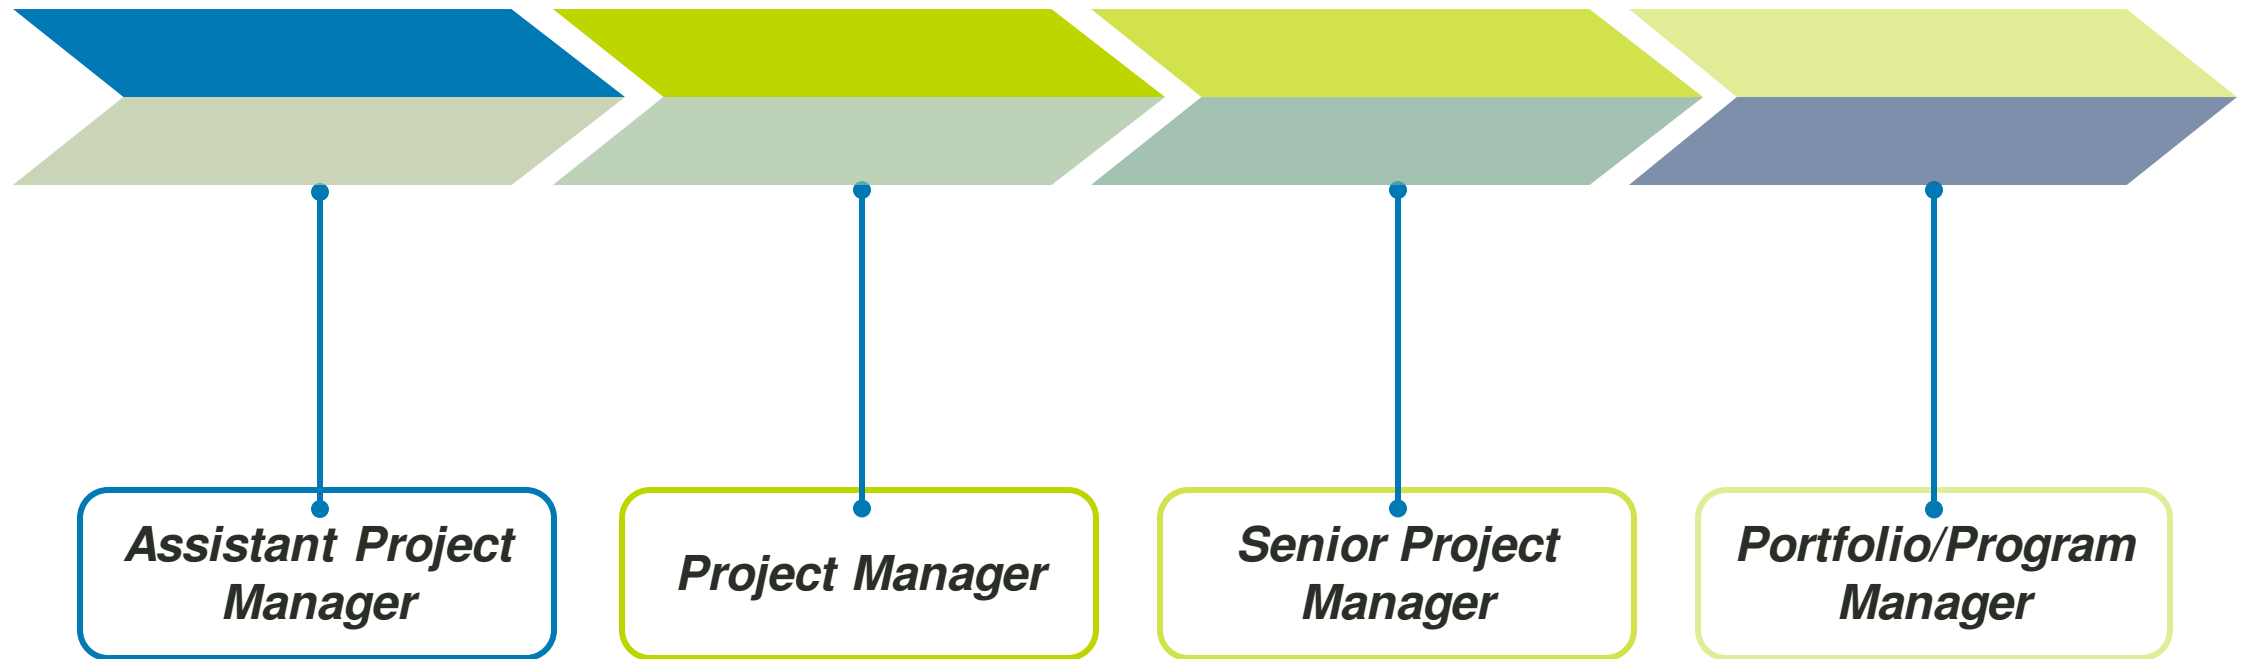 Assistant Project
Manager
Project Manager
Senior Project
Manager
Portfolio/Program
Manager